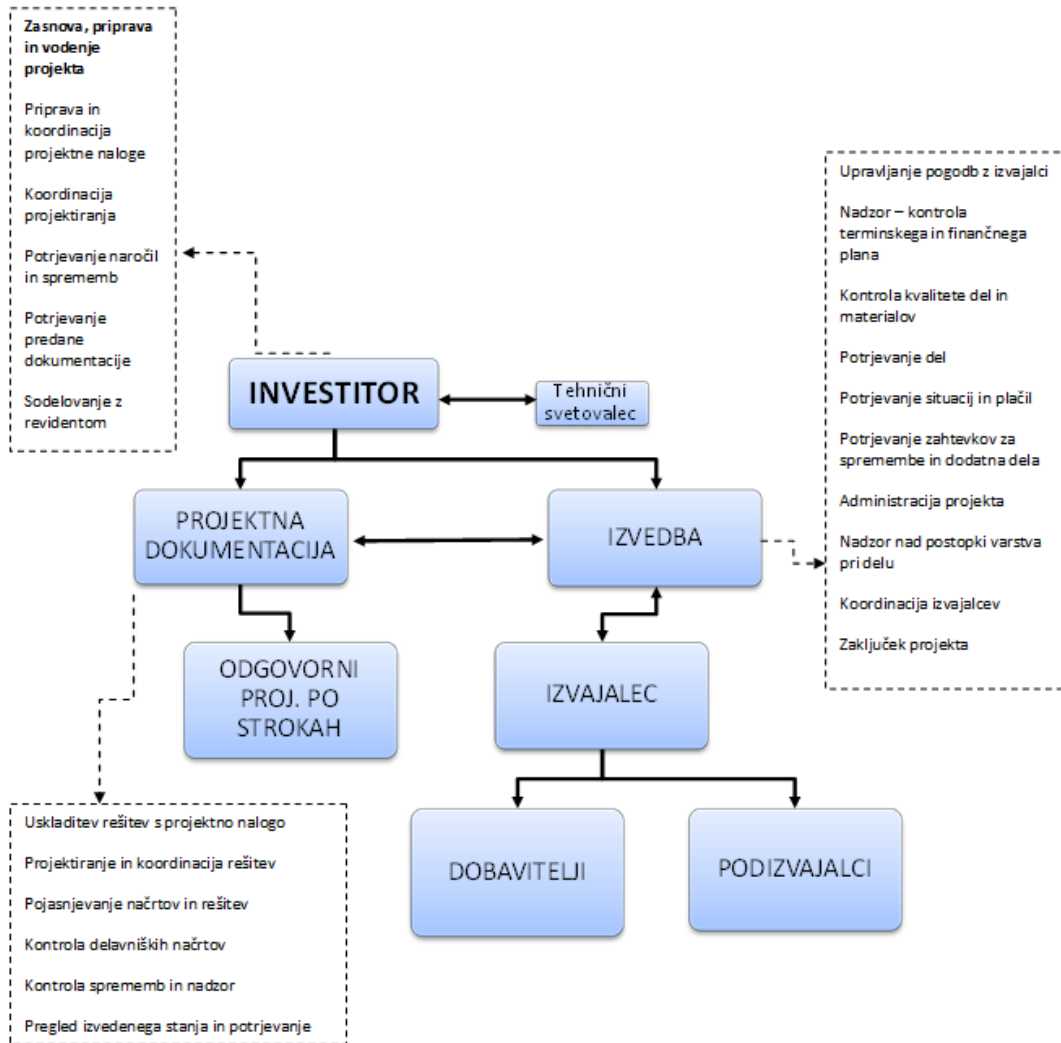 Zasnova, priprava
in vodenje
projekta
Priprava in
koordinacija
projektne naloge
Koordinacija
projektiranja
Potrjevanje naročil
in sprememb
Potrjevanje
predane
dokumentacije
Sodelovanje z
revidentom
Upravljanje pogodb z izvajalci
Nadzor – kontrola
terminskega in finančnega
plana
Kontrola kvalitete del in
materialov
Potrjevanje del
Potrjevanje situacij in plačil
Potrjevanje zahtevkov za
spremembe in dodatna dela
Administracija projekta
Nadzor nad postopki varstva
pri delu
Koordinacija izvajalcev
Zaključek projekta
INVESTITOR
Tehnični
svetovalec
PROJEKTNA
DOKUMENTACIJA
IZVEDBA
ODGOVORNI
PROJ. PO
STROKAH
IZVAJALEC
DOBAVITELJI
PODIZVAJALCI
Uskladitev rešitev s projektno nalogo
Projektiranje in koordinacija rešitev
Pojasnjevanje načrtov in rešitev
Kontrola delavniških načrtov
Kontrola sprememb in nadzor
Pregled izvedenega stanja in potrjevanje